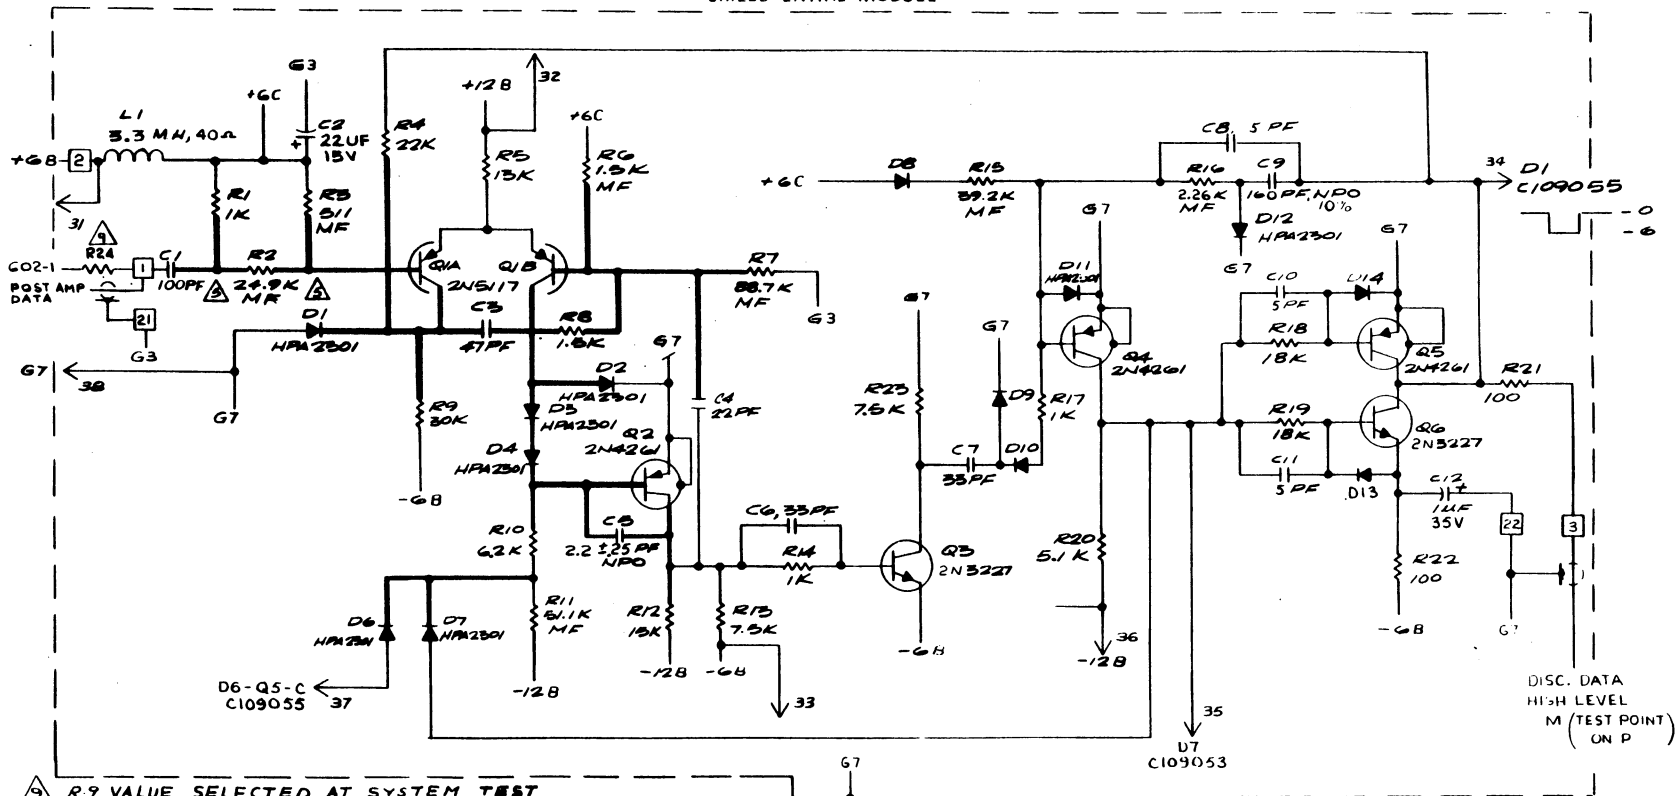 +12B
32
G3
+6C
L1
3.3 MH, 40Ω
C2
22UF
15V
+
+6B
2
31
R1
1K
R3
511
MF
R4
22K
R5
13K
+6C
R6
1.5K
MF
9
R24
602-1
1
C1
100PF
5
R2
24.9K
MF
5
POST AMP
DATA
21
G3
Q1A
Q1B
2N5117
R7
88.7K
MF
G3
D1
HPA2301
C3
47PF
R8
1.5K
G7
38
G7
R9
30K
-6B
D2
HPA2301
G7
D3
HPA2301
D4
HPA2301
Q2
2N4261
C4
22PF
R10
6.2K
C5
2.2 ±.25 PF
NPO
R11
51.1K
MF
-12B
D6
HPA2301
D7
HPA2301
D6-Q5-C
C109055
37
R12
15K
-12B
R13
7.5K
-6B
33
C6, 33PF
R14
1K
Q3
2N3227
-6B
G7
R23
7.5K
C7
33PF
G7
D9
D10
+6C
D8
R15
39.2K
MF
R17
1K
D11
HPA2301
G7
Q4
2N4261
R20
5.1K
36
-12B
C8, 5 PF
R16
2.26K
MF
C9
160PF, NPO
10%
D12
HPA2301
G7
34
D1
C109055
-0
-6
G7
C10
5PF
D14
R18
18K
Q5
2N4261
R21
100
R19
18K
C11
5 PF
D13
Q6
2N3227
C12
+
1UF
35V
22
3
R22
100
-6B
G7
35
D7
C109053
DISC. DATA
HIGH LEVEL
M (TEST POINT
ON P)
G7
9 R9 VALUE SELECTED AT SYSTEM TEST